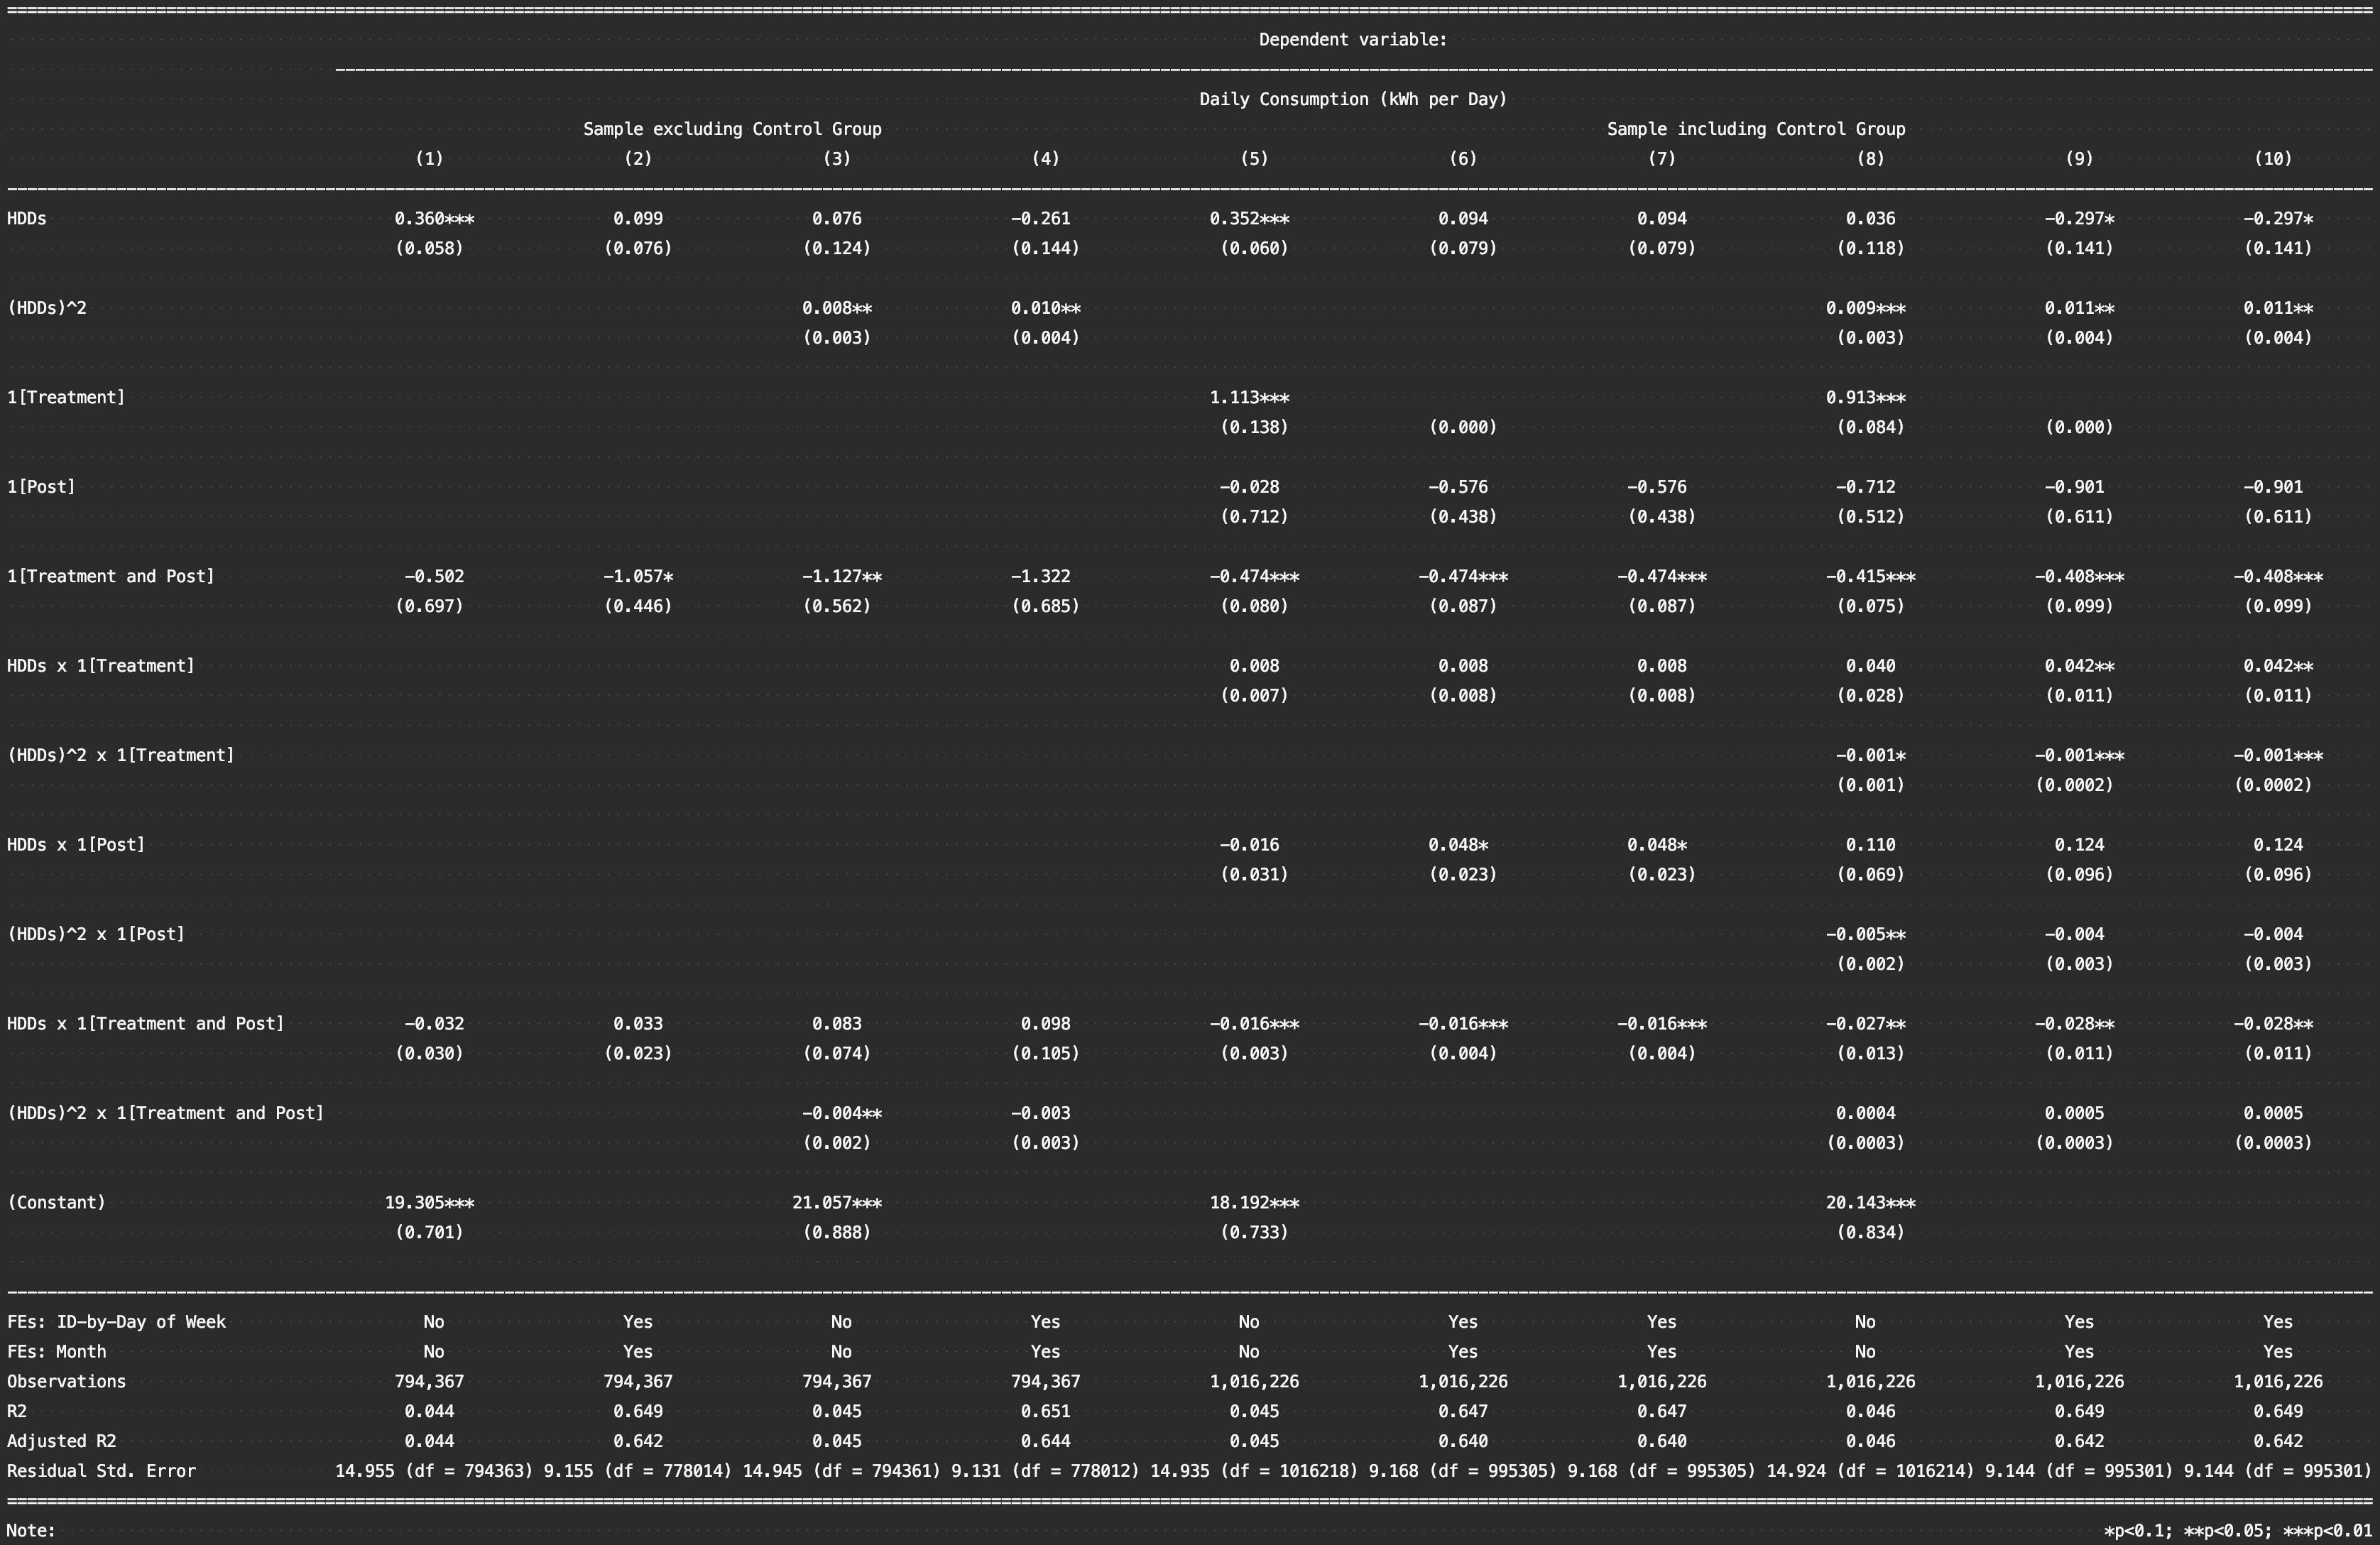 Dependent variable:
Daily Consumption (kWh per Day)
Sample excluding Control Group Sample including Control Group
(1) (2) (3) (4) (5) (6) (7) (8) (9) (10)
HDDs 0.360*** 0.099 0.076 -0.261 0.352*** 0.094 0.094 0.036 -0.297* -0.297*
(0.058) (0.076) (0.124) (0.144) (0.060) (0.079) (0.079) (0.118) (0.141) (0.141)
(HDDs)^2 0.008** 0.010** 0.009*** 0.011** 0.011**
(0.003) (0.004) (0.003) (0.004) (0.004)
1[Treatment] 1.113*** 0.913***
(0.138) (0.000) (0.084) (0.000)
1[Post] -0.028 -0.576 -0.576 -0.712 -0.901 -0.901
(0.712) (0.438) (0.438) (0.512) (0.611) (0.611)
1[Treatment and Post] -0.502 -1.057* -1.127** -1.322 -0.474*** -0.474*** -0.474*** -0.415*** -0.408*** -0.408***
(0.697) (0.446) (0.562) (0.685) (0.080) (0.087) (0.087) (0.075) (0.099) (0.099)
HDDs x 1[Treatment] 0.008 0.008 0.008 0.040 0.042** 0.042**
(0.007) (0.008) (0.008) (0.028) (0.011) (0.011)
(HDDs)^2 x 1[Treatment] -0.001* -0.001*** -0.001***
(0.001) (0.0002) (0.0002)
HDDs x 1[Post] -0.016 0.048* 0.048* 0.110 0.124 0.124
(0.031) (0.023) (0.023) (0.069) (0.096) (0.096)
(HDDs)^2 x 1[Post] -0.005** -0.004 -0.004
(0.002) (0.003) (0.003)
HDDs x 1[Treatment and Post] -0.032 0.033 0.083 0.098 -0.016*** -0.016*** -0.016*** -0.027** -0.028** -0.028**
(0.030) (0.023) (0.074) (0.105) (0.003) (0.004) (0.004) (0.013) (0.011) (0.011)
(HDDs)^2 x 1[Treatment and Post] -0.004** -0.003 0.0004 0.0005 0.0005
(0.002) (0.003) (0.0003) (0.0003) (0.0003)
(Constant) 19.305*** 21.057*** 18.192*** 20.143***
(0.701) (0.888) (0.733) (0.834)
FEs: ID-by-Day of Week No Yes No Yes No Yes Yes No Yes Yes
FEs: Month No Yes No Yes No Yes Yes No Yes Yes
Observations 794,367 794,367 794,367 794,367 1,016,226 1,016,226 1,016,226 1,016,226 1,016,226 1,016,226
R2 0.044 0.649 0.045 0.651 0.045 0.647 0.647 0.046 0.649 0.649
Adjusted R2 0.044 0.642 0.045 0.644 0.045 0.640 0.640 0.046 0.642 0.642
Residual Std. Error 14.955 (df = 794363) 9.155 (df = 778014) 14.945 (df = 794361) 9.131 (df = 778012) 14.935 (df = 1016218) 9.168 (df = 995305) 9.168 (df = 995305) 14.924 (df = 1016214) 9.144 (df = 995301) 9.144 (df = 995301)
Note: *p<0.1; **p<0.05; ***p<0.01